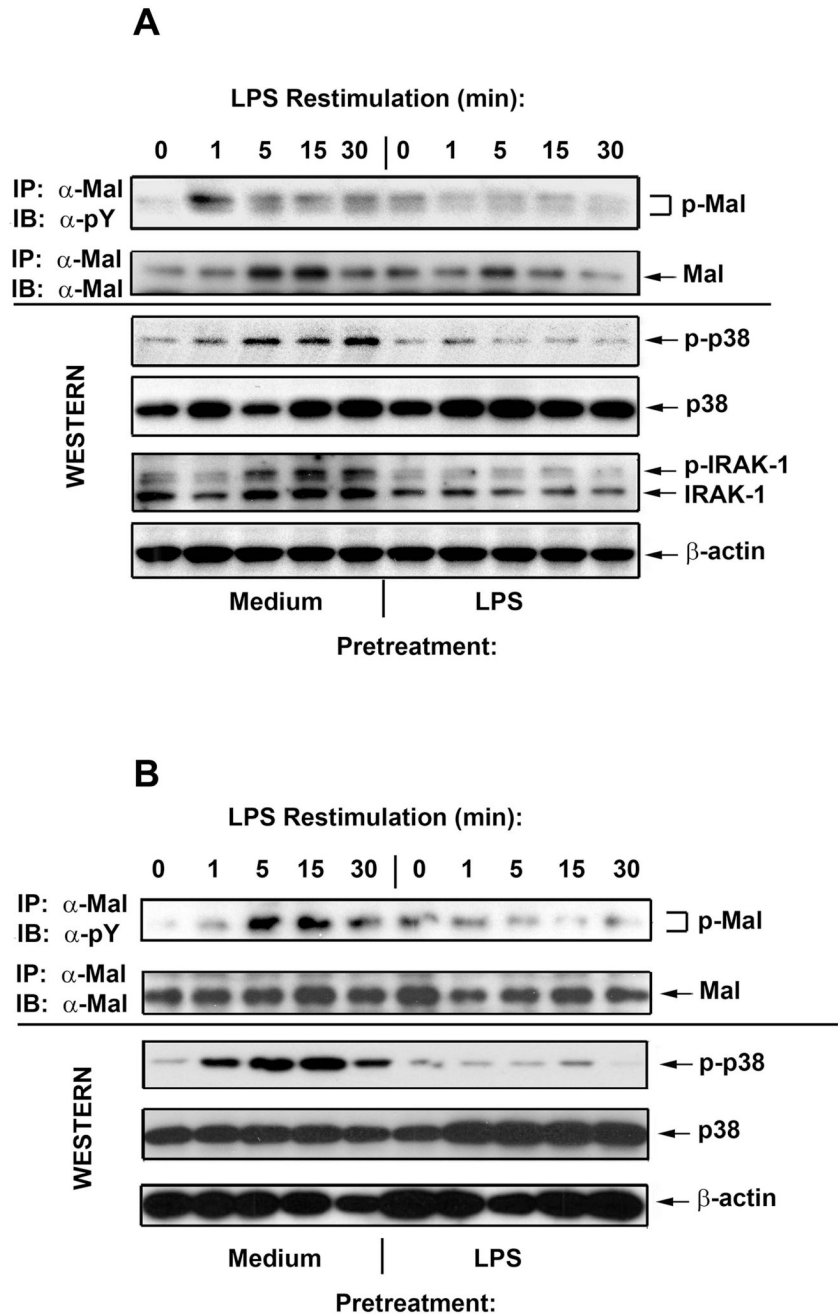 A
LPS Restimulation (min):
0 1 5 15 30 | 0 1 5 15 30
IP: α-Mal
IB: α-pY
p-Mal
IP: α-Mal
IB: α-Mal
Mal
WESTERN
p-p38
p38
p-IRAK-1
IRAK-1
β-actin
Medium | LPS
Pretreatment:
B
LPS Restimulation (min):
0 1 5 15 30 | 0 1 5 15 30
IP: α-Mal
IB: α-pY
p-Mal
IP: α-Mal
IB: α-Mal
Mal
WESTERN
p-p38
p38
β-actin
Medium | LPS
Pretreatment: